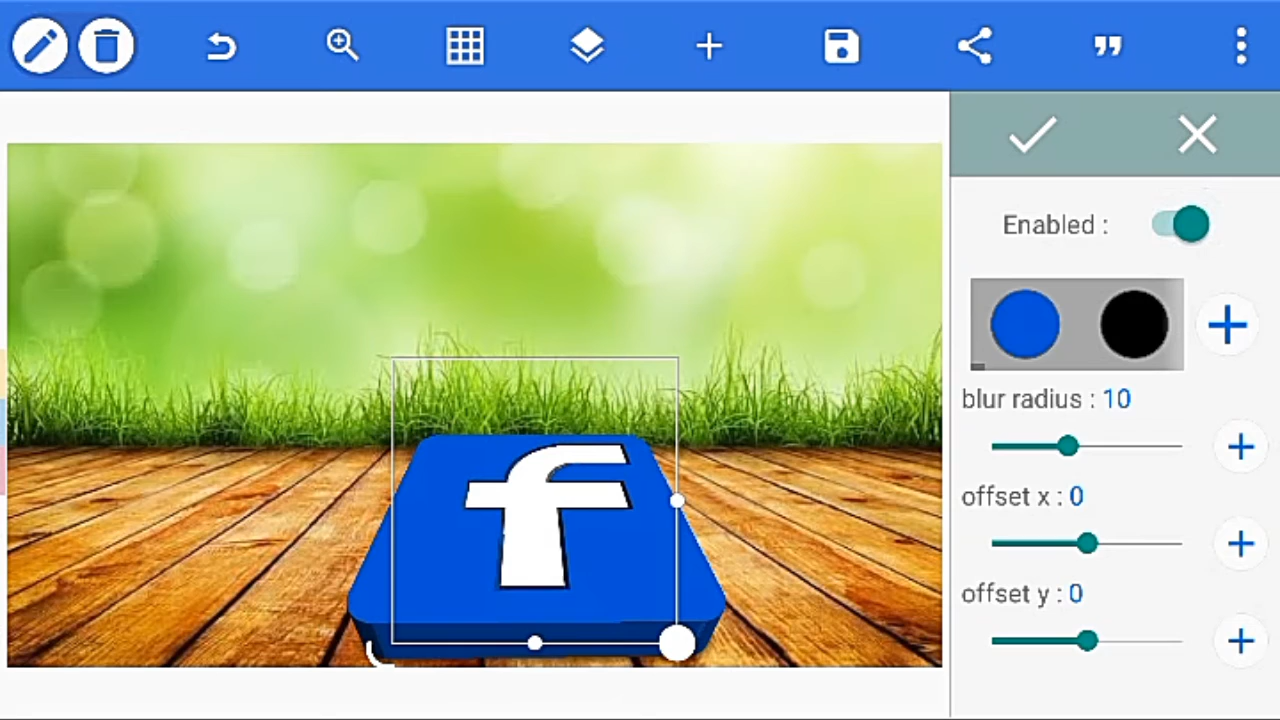 Enabled :
blur radius : 10
offset x : 0
offset y : 0
f